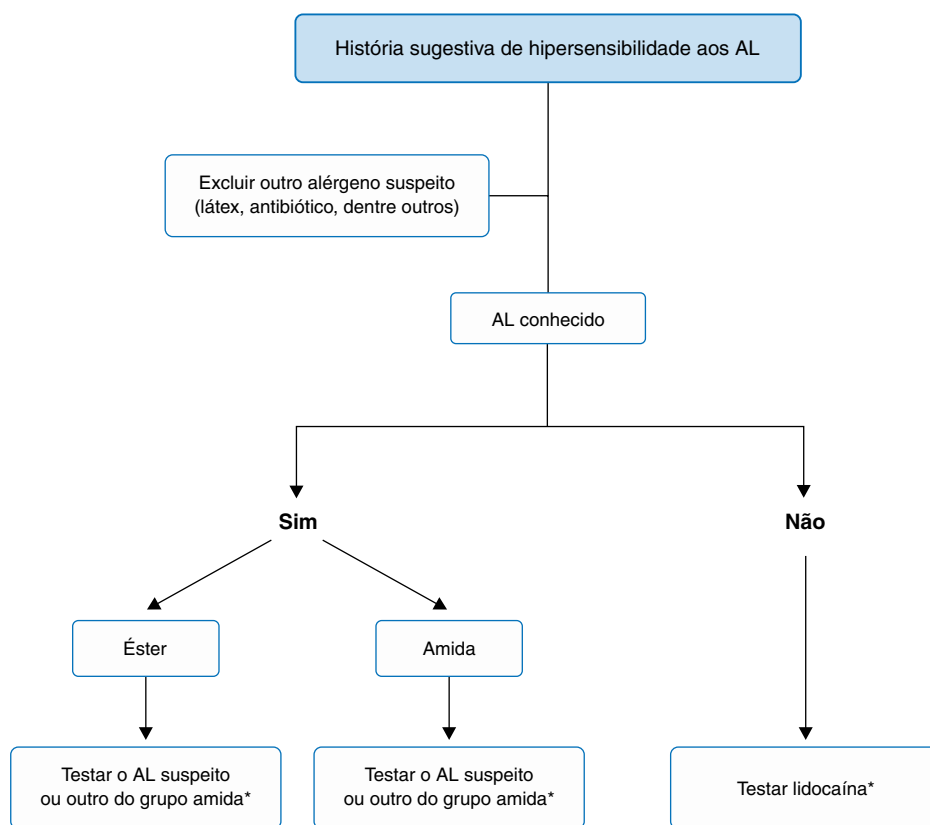 História sugestiva de hipersensibilidade aos AL
Excluir outro alérgeno suspeito
(látex, antibiótico, dentre outros)
AL conhecido
Sim
Não
Éster
Amida
Testar o AL suspeito
ou outro do grupo amida*
Testar o AL suspeito
ou outro do grupo amida*
Testar lidocaína*